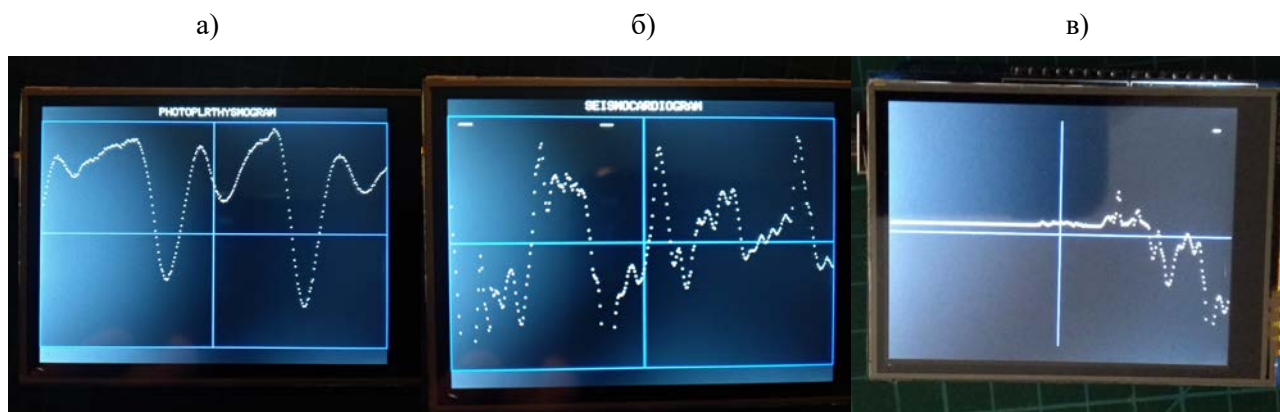 а)
б)
в)
PHOTOPLRTHYSMOGRAM
SEISMOCARDIOGRAM